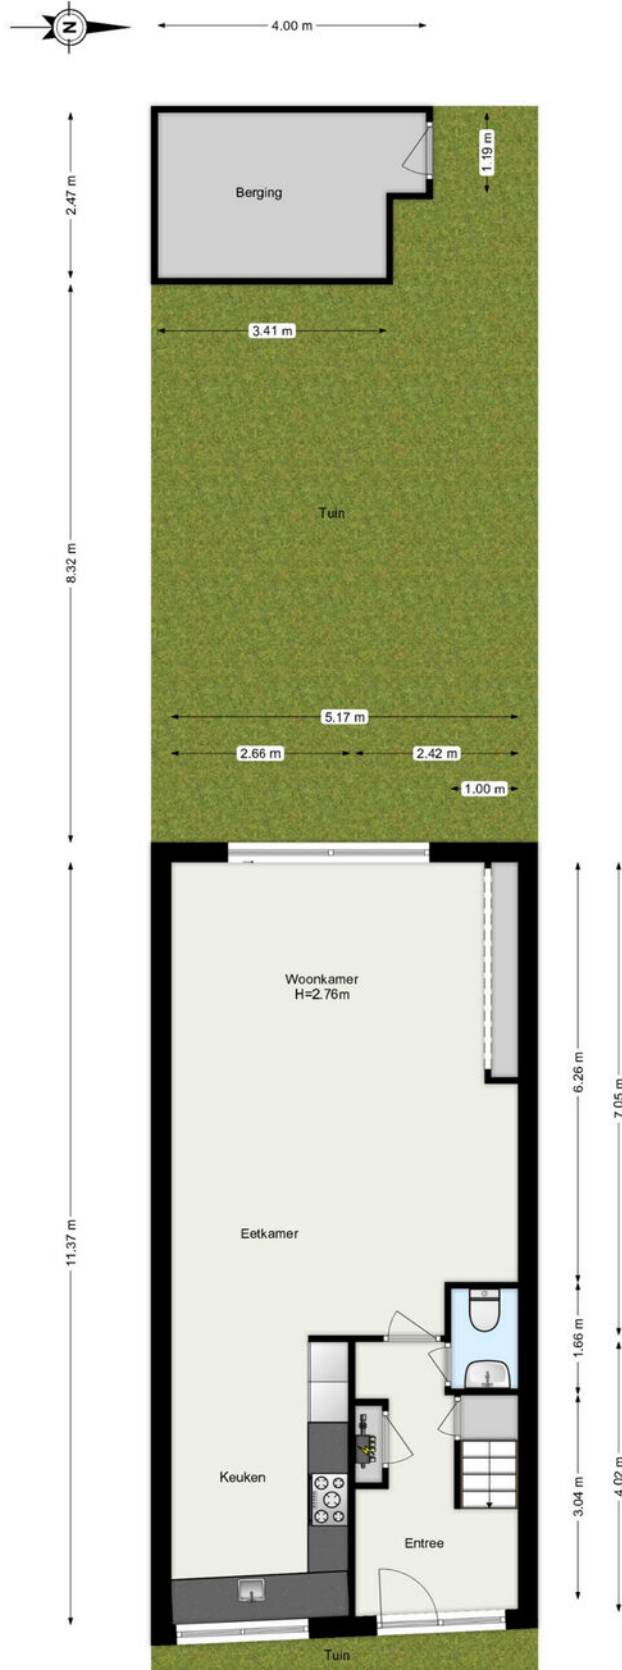 N
4.00 m
2.47 m
1.19 m
Berging
3.41 m
8.32 m
Tuin
5.17 m
2.66 m
2.42 m
1.00 m
Woonkamer
H=2.76m
6.26 m
7.05 m
11.37 m
Eetkamer
1.66 m
Keuken
3.04 m
4.02 m
Entree
Tuin